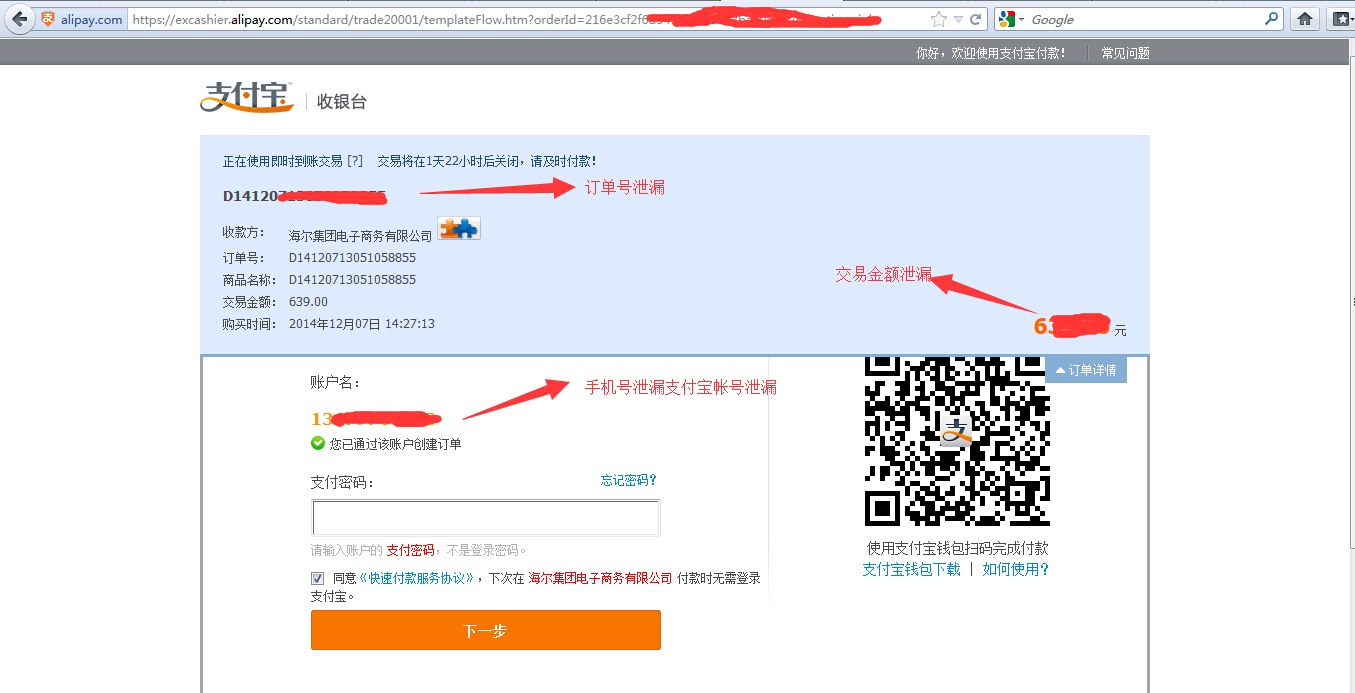 alipay.com
https://excashier.alipay.com/standard/trade20001/templateFlow.htm?orderId=216e3cf2f
Google
你好，欢迎使用支付宝付款！ 常见问题
支付宝 收银台
正在使用即时到账交易 [?] 交易将在1天22小时后关闭，请及时付款！
D14120
订单号泄漏
收款方： 海尔集团电子商务有限公司
订单号： D14120713051058855
商品名称： D14120713051058855
交易金额： 639.00
购买时间： 2014年12月07日 14:27:13
交易金额泄漏
6 元
订单详情
账户名：
13
手机号泄漏支付宝帐号泄漏
您已通过该账户创建订单
支付密码： 忘记密码?
请输入账户的 支付密码，不是登录密码。
同意《快速付款服务协议》，下次在 海尔集团电子商务有限公司 付款时无需登录
支付宝。
下一步
支
使用支付宝钱包扫码完成付款
支付宝钱包下载 | 如何使用?